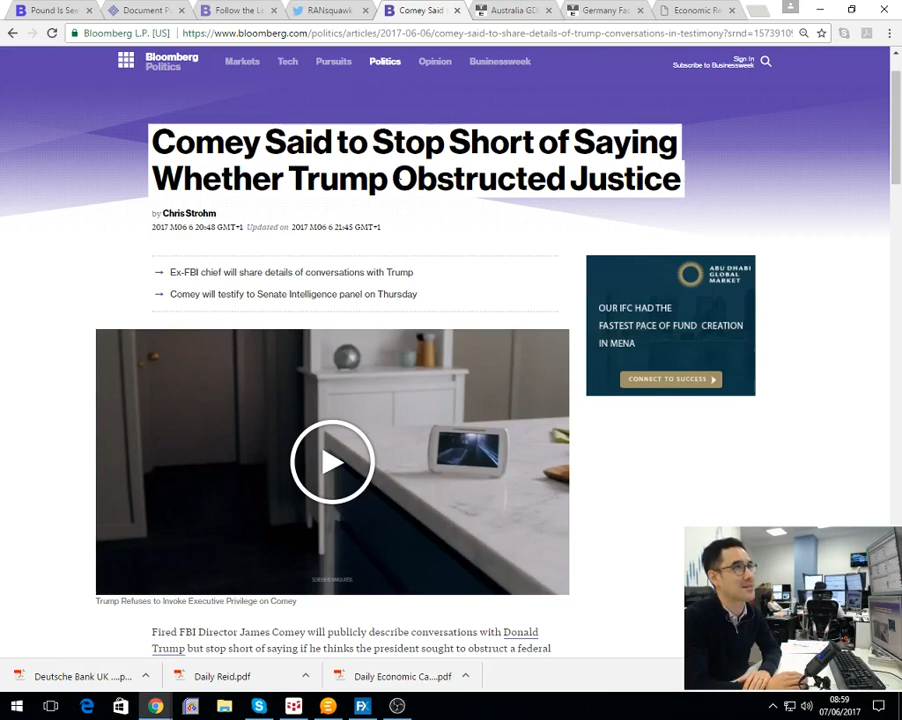 Pound Is See
Document P
Follow the Le
RANsquawk
Comey Said
Australia GD
Germany Fac
Economic Re
Bloomberg L.P. [US]
https://www.bloomberg.com/politics/articles/2017-06-06/comey-said-to-share-details-of-trump-conversations-in-testimony?srnd=1573910
Bloomberg
Politics
Markets Tech Pursuits Politics Opinion Businessweek
Sign In
Subscribe to Businessweek
Comey Said to Stop Short of Saying
Whether Trump Obstructed Justice
by Chris Strohm
2017 M06 6 20:48 GMT+1 Updated on 2017 M06 6 21:45 GMT+1
→ Ex-FBI chief will share details of conversations with Trump
→ Comey will testify to Senate Intelligence panel on Thursday
ABU DHABI
GLOBAL
MARKET
OUR IFC HAD THE
FASTEST PACE OF FUND CREATION
IN MENA
CONNECT TO SUCCESS
Trump Refuses to Invoke Executive Privilege on Comey
Fired FBI Director James Comey will publicly describe conversations with Donald
Trump but stop short of saying if he thinks the president sought to obstruct a federal
Deutsche Bank UK ....p...
Daily Reid.pdf
Daily Economic Ca....pdf
08:59
07/06/2017